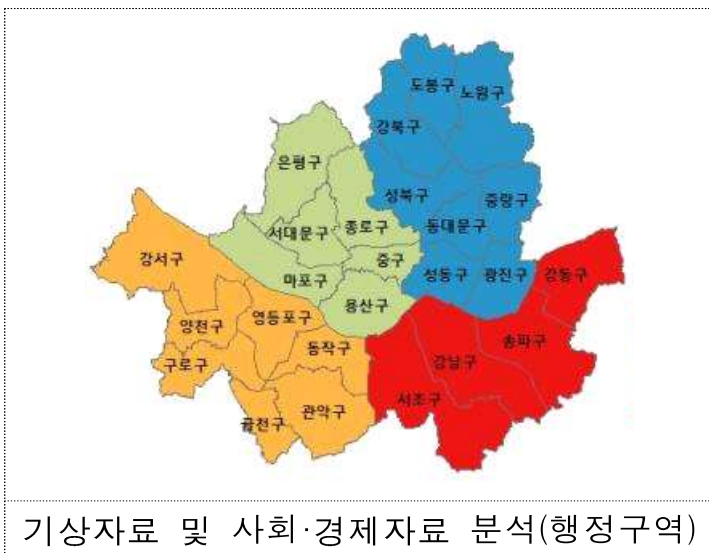 도봉구
노원구
강북구
은평구
성북구
중랑구
서대문구
종로구
동대문구
강서구
중구
마포구
성동구
광진구
강동구
용산구
양천구
영등포구
동작구
송파구
구로구
강남구
서초구
금천구
관악구
기상자료 및 사회·경제자료 분석(행정구역)